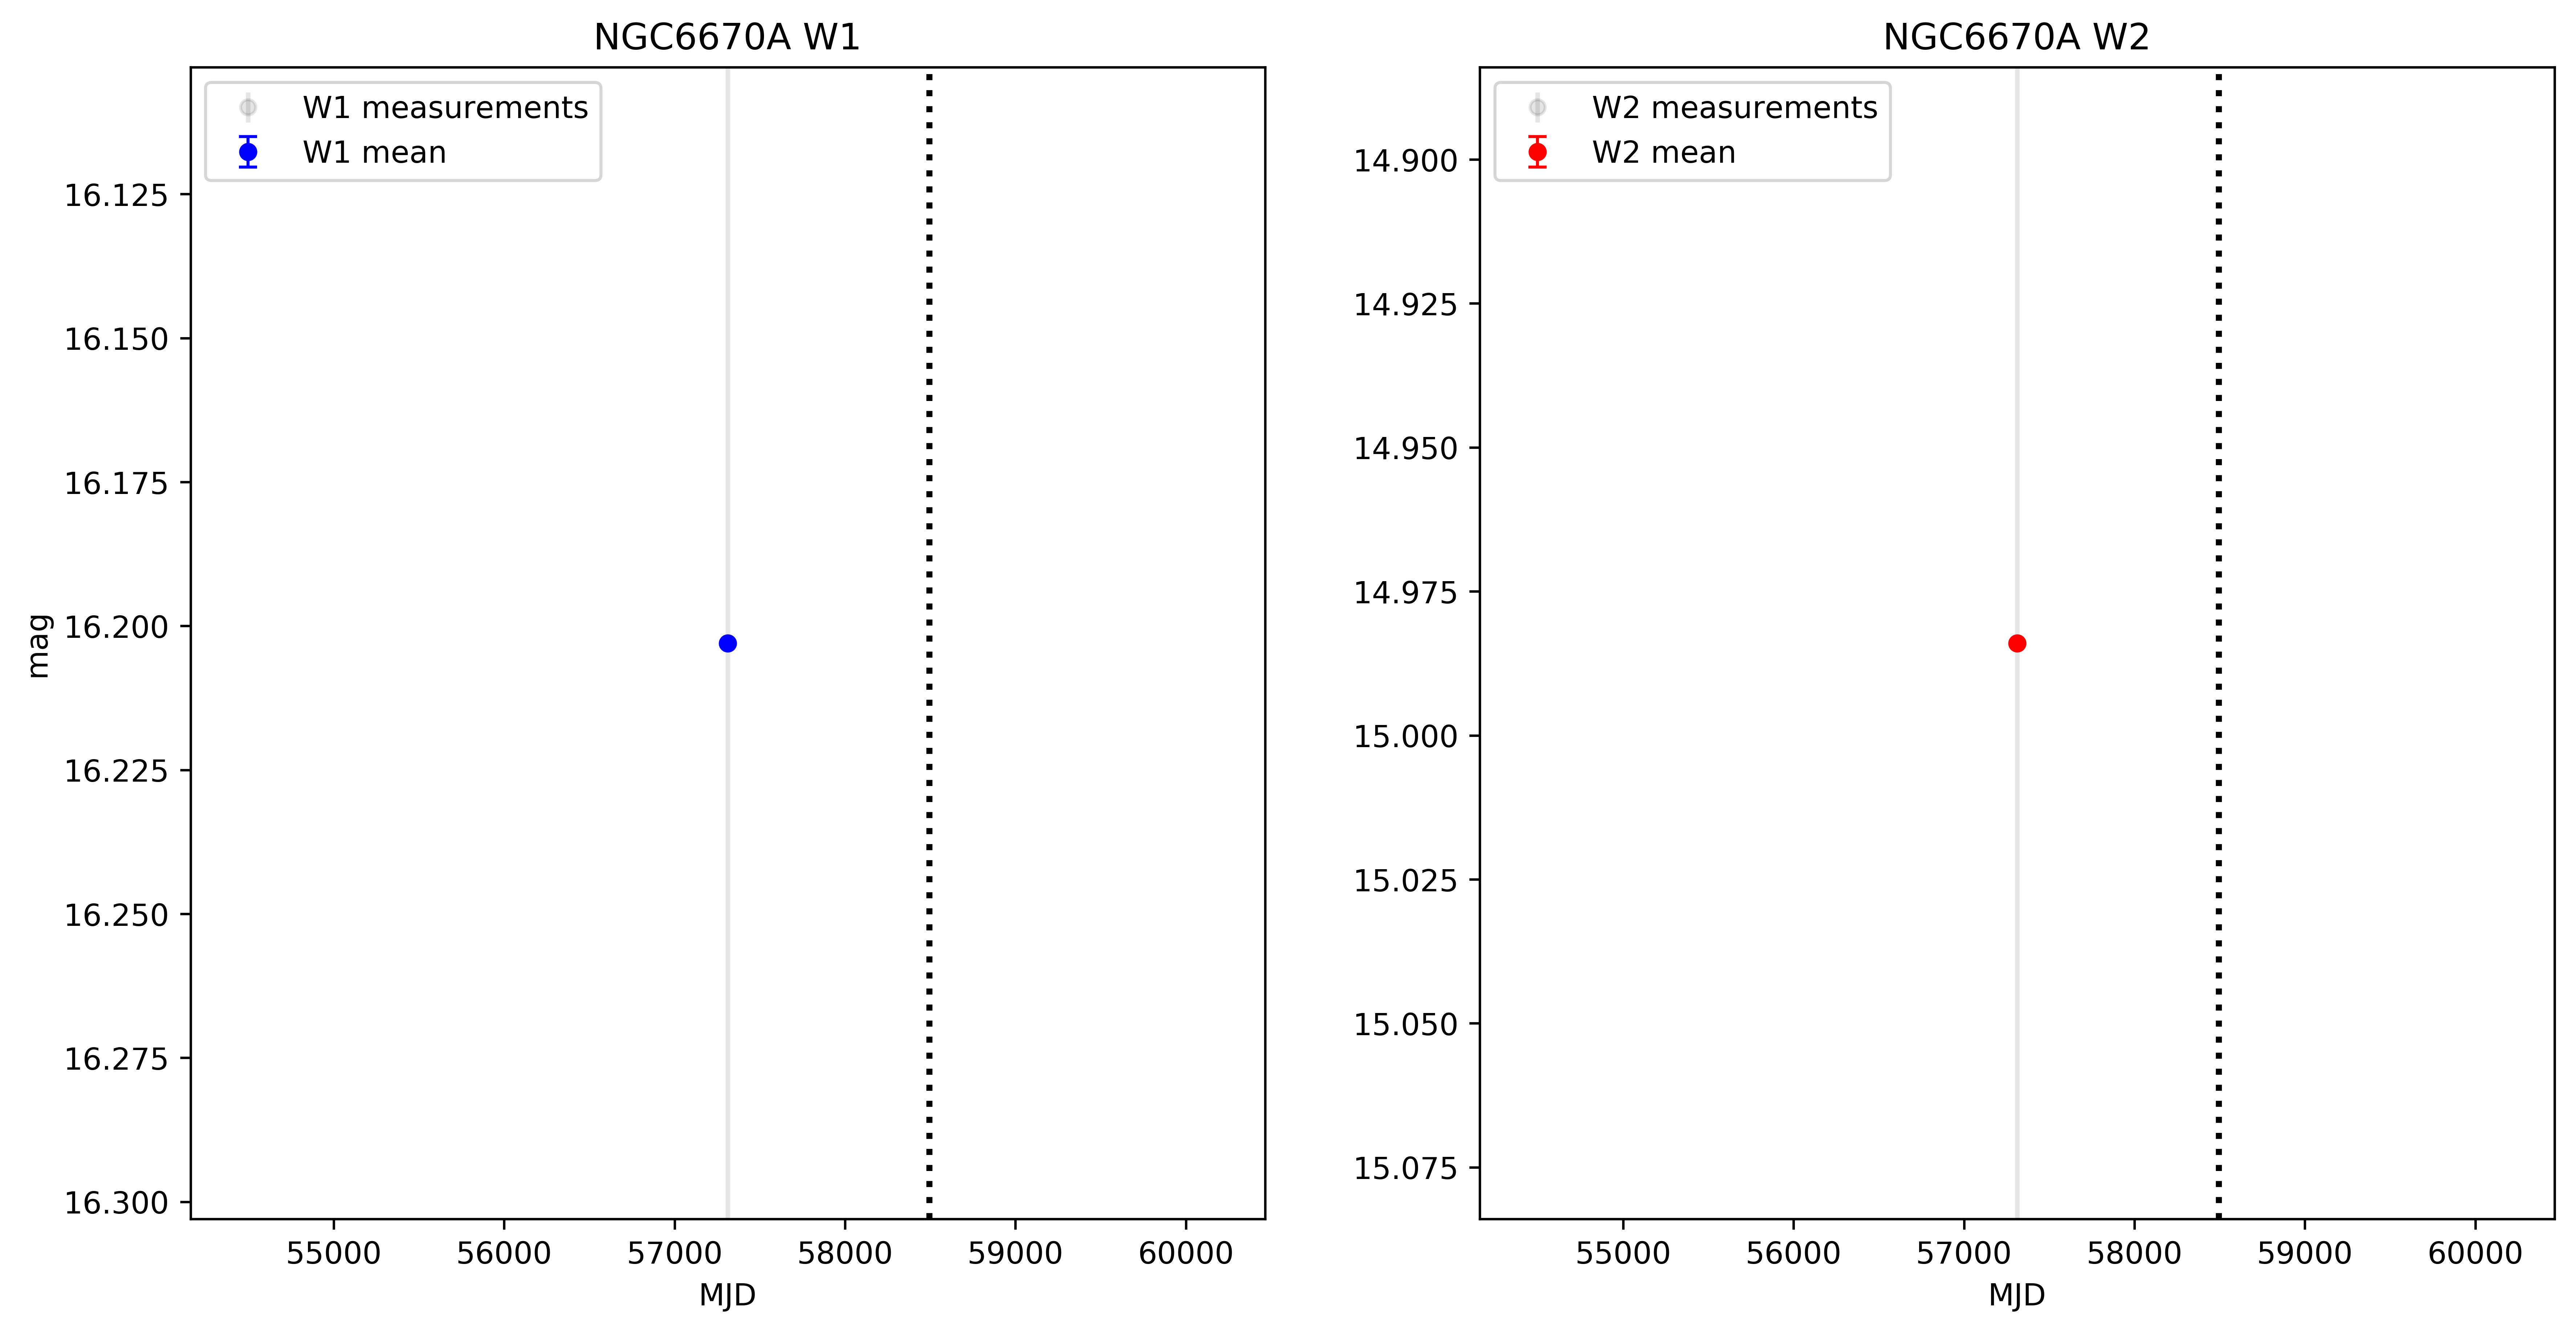 NGC6670A W1
W1 measurements
W1 mean
16.125
16.150
16.175
16.200
16.225
16.250
16.275
16.300
mag
55000 56000 57000 58000 59000 60000
MJD
NGC6670A W2
W2 measurements
W2 mean
14.900
14.925
14.950
14.975
15.000
15.025
15.050
15.075
55000 56000 57000 58000 59000 60000
MJD